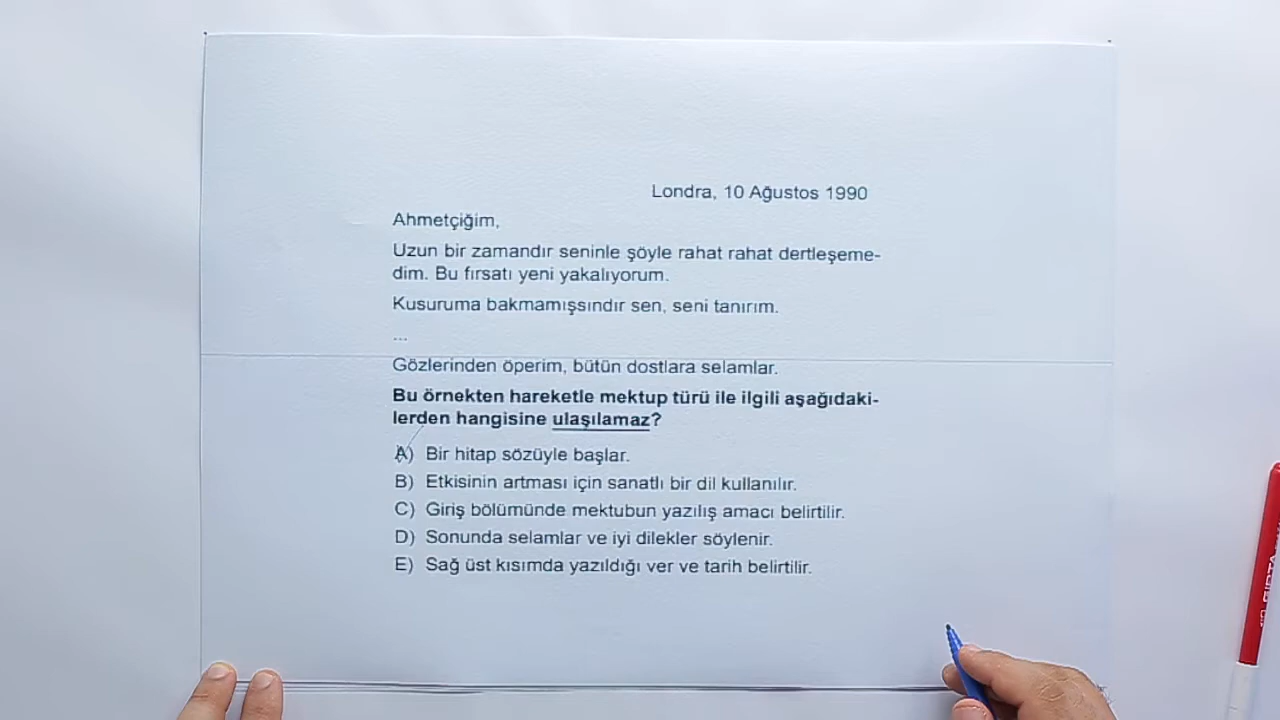 Londra, 10 Ağustos 1990
Ahmetçiğim,
Uzun bir zamandır seninle şöyle rahat rahat dertleşeme-
dim. Bu fırsatı yeni yakalıyorum.
Kusuruma bakmamışsındır sen, seni tanırım.
...
Gözlerinden öperim, bütün dostlara selamlar.
Bu örnekten hareketle mektup türü ile ilgili aşağıdaki-
lerden hangisine ulaşılamaz?
A) Bir hitap sözüyle başlar.
B) Etkisinin artması için sanatlı bir dil kullanılır.
C) Giriş bölümünde mektubun yazılış amacı belirtilir.
D) Sonunda selamlar ve iyi dilekler söylenir.
E) Sağ üst kısımda yazıldığı yer ve tarih belirtilir.